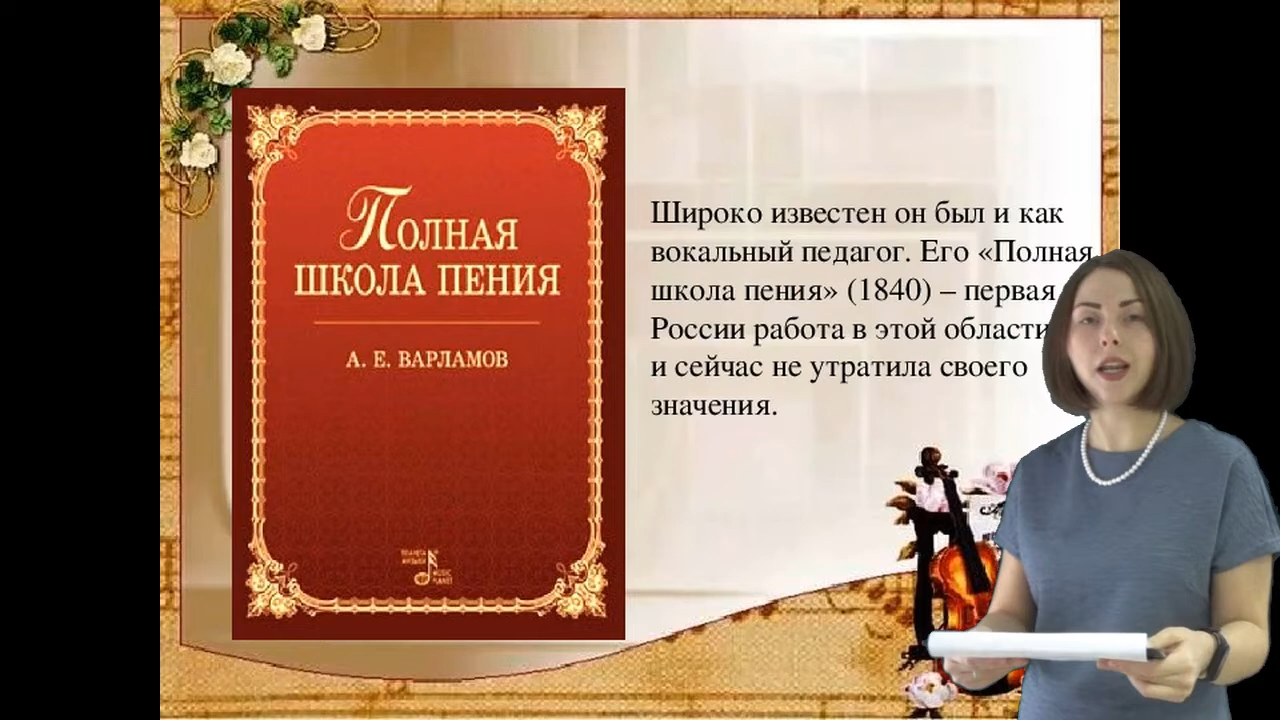 Полная
школа пения
А. Е. ВАРЛАМОВ
Широко известен он был и как
вокальный педагог. Его «Полная
школа пения» (1840) – первая
России работа в этой области
и сейчас не утратила своего
значения.